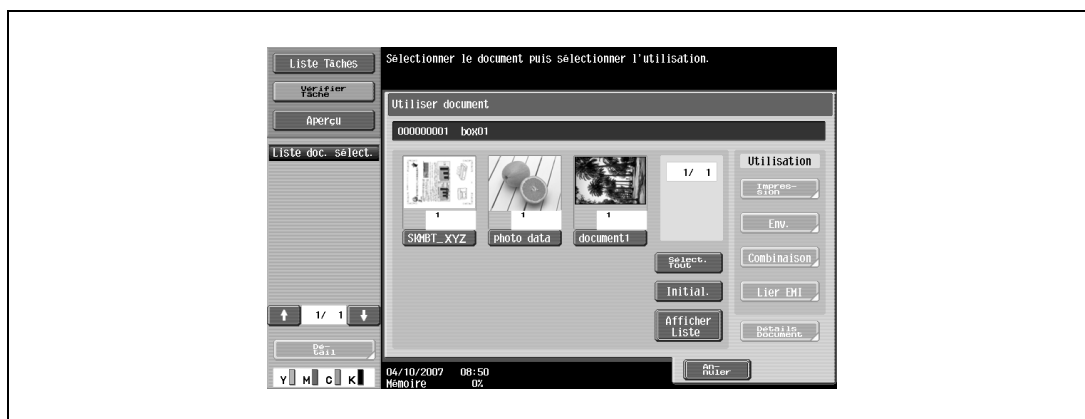 Liste Tâches
Vérifier
Tâche
Aperçu
Liste doc. sélect.
1/ 1
Dé-
tail
Y M C K
Sélectionner le document puis sélectionner l'utilisation.
Utiliser document
000000001 box01
1
SKMBT_XYZ
1
photo data
1
document1
1/ 1
Sélect.
Tout
Initial.
Afficher
Liste
Utilisation
Impres-
sion
Env.
Combinaison
Lier EMI
Détails
Document
An-
nuler
04/10/2007 08:50
Mémoire 0%